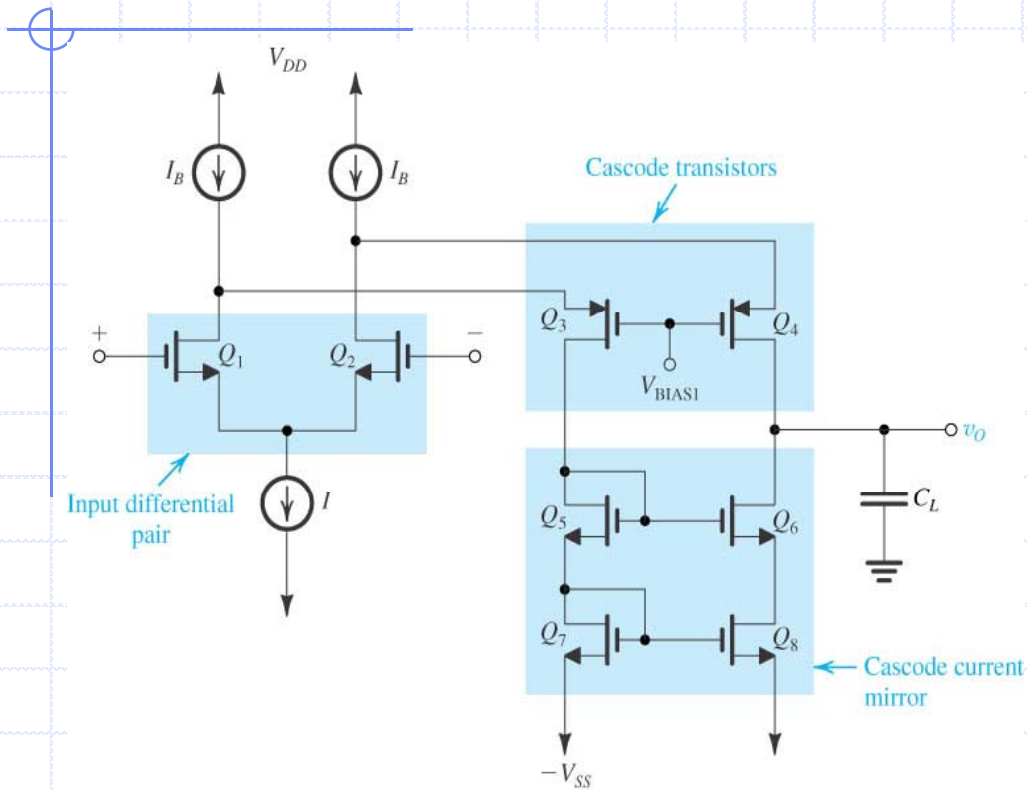 V_DD
I_B
I_B
Cascode transistors
Q_3
Q_4
+
−
Q_1
Q_2
V_BIAS1
v_O
Input differential
pair
I
Q_5
Q_6
C_L
Q_7
Q_8
Cascode current
mirror
−V_SS